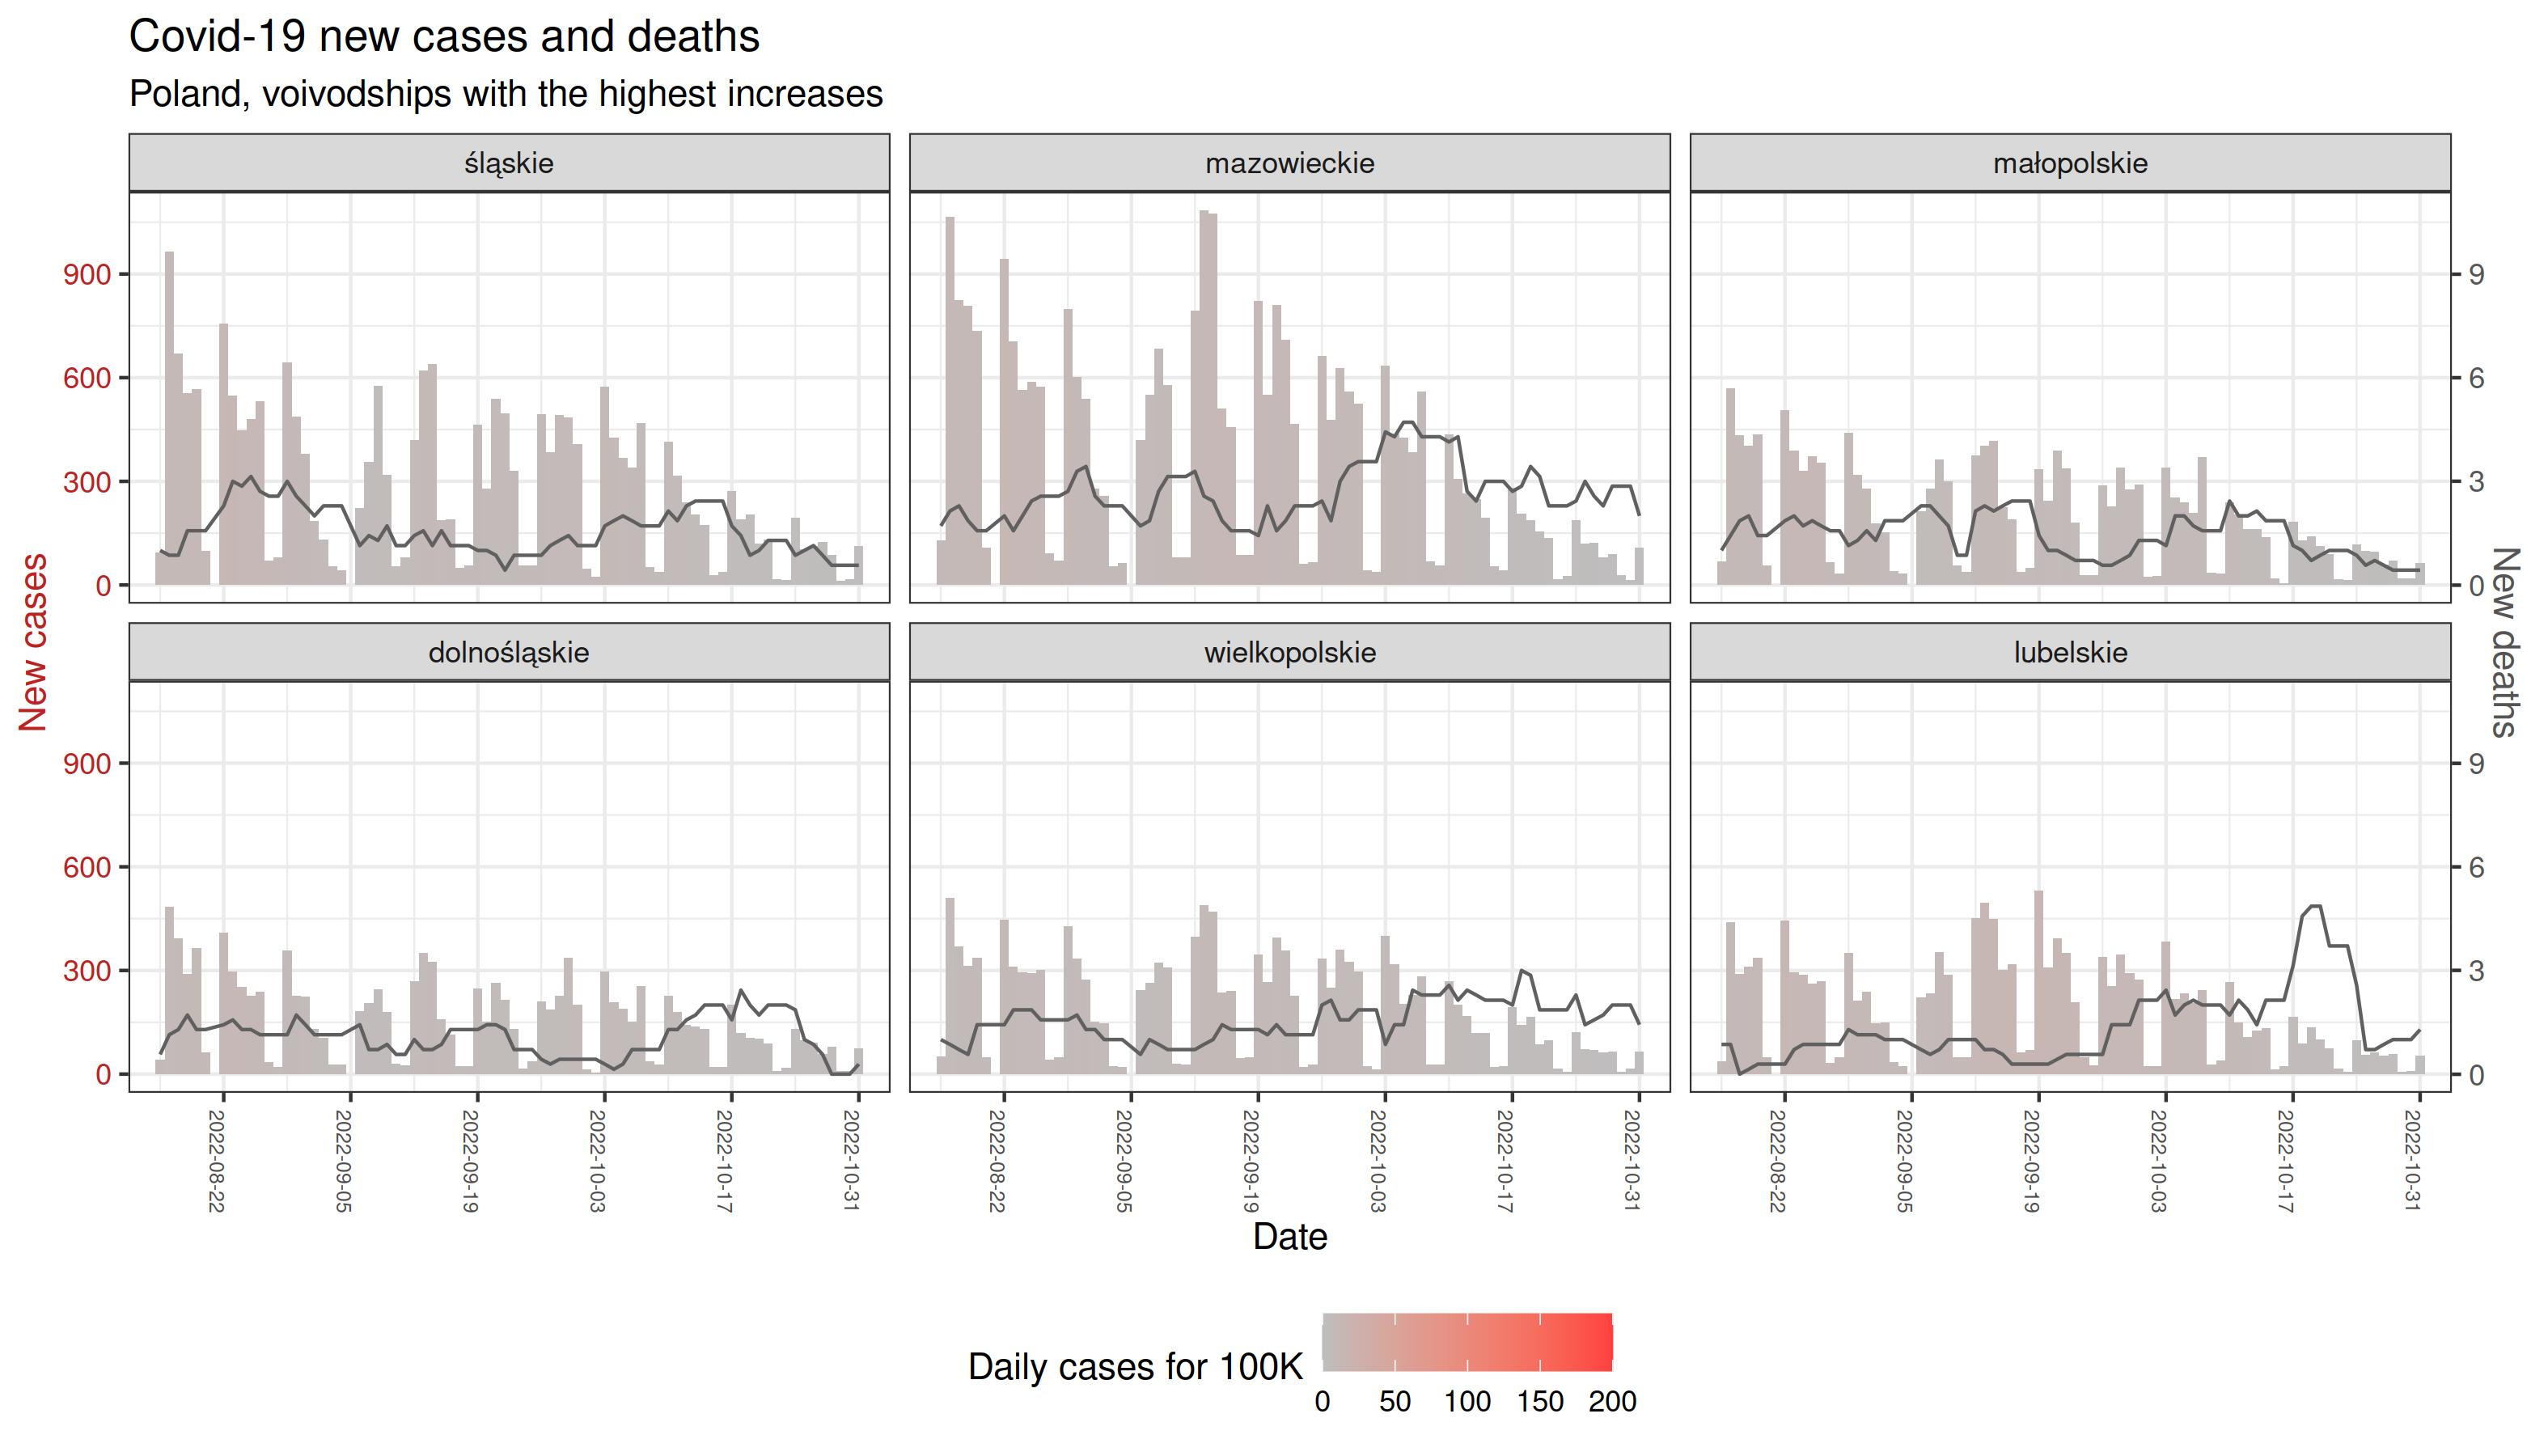 Covid-19 new cases and deaths
Poland, voivodships with the highest increases
śląskie
mazowieckie
małopolskie
900
600
300
0
9
6
3
0
New cases
New deaths
dolnośląskie
wielkopolskie
lubelskie
900
600
300
0
9
6
3
0
2022-08-22
2022-09-05
2022-09-19
2022-10-03
2022-10-17
2022-10-31
2022-08-22
2022-09-05
2022-09-19
2022-10-03
2022-10-17
2022-10-31
2022-08-22
2022-09-05
2022-09-19
2022-10-03
2022-10-17
2022-10-31
Date
Daily cases for 100K
0 50 100 150 200